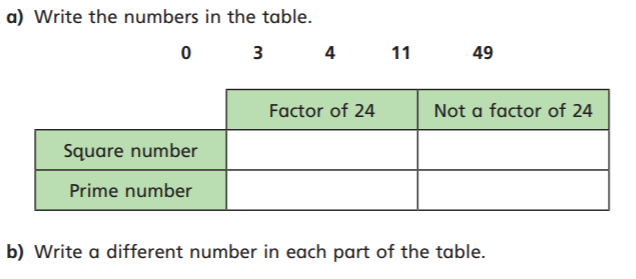 a) Write the numbers in the table.
0 3 4 11 49
Factor of 24 Not a factor of 24
Square number
Prime number
b) Write a different number in each part of the table.